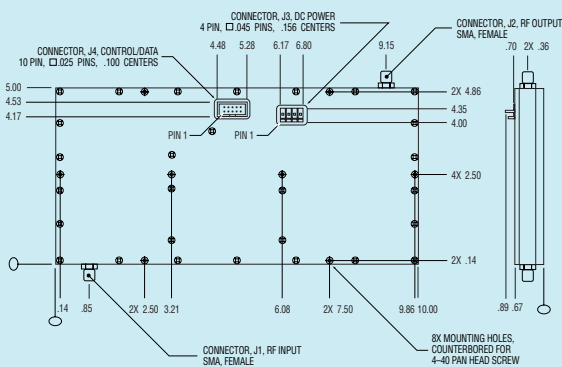 CONNECTOR, J3, DC POWER
4 PIN, □.045 PINS, .156 CENTERS
CONNECTOR, J2, RF OUTPUT
SMA, FEMALE
CONNECTOR, J4, CONTROL/DATA
10 PIN, □.025 PINS, .100 CENTERS
4.48 5.28 6.17 6.80 9.15 .70 2X .36
5.00
4.53
4.17
2X 4.86
4.35
4.00
PIN 1 PIN 1
4X 2.50
2X .14
.14 .85 2X 2.50 3.21 6.08 2X 7.50 9.86 10.00 .89 .67
CONNECTOR, J1, RF INPUT
SMA, FEMALE
8X MOUNTING HOLES,
COUNTERBORED FOR
4–40 PAN HEAD SCREW